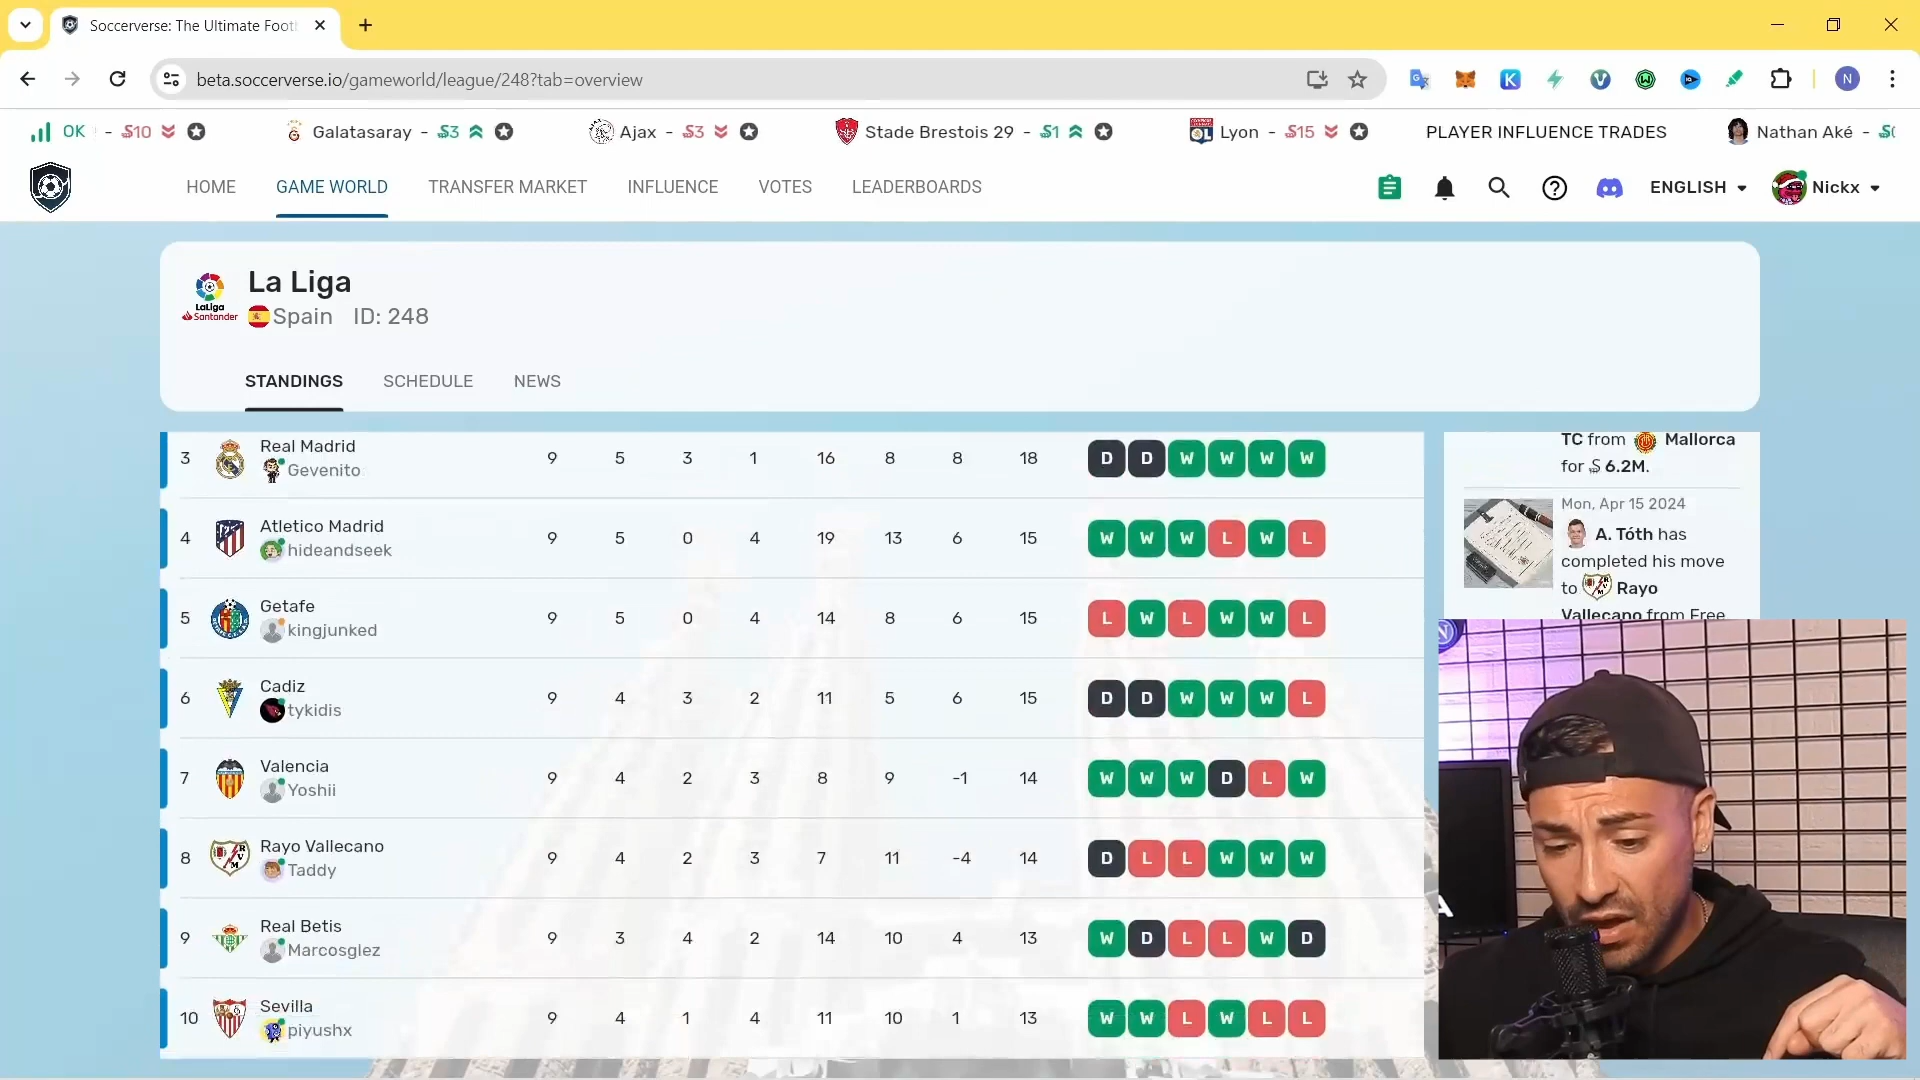 Soccerverse: The Ultimate Foot
beta.soccerverse.io/gameworld/league/248?tab=overview
N
OK - $10
Galatasaray - $3
Ajax - $3
Stade Brestois 29 - $1
Lyon - $15
PLAYER INFLUENCE TRADES
Nathan Aké -
HOME
GAME WORLD
TRANSFER MARKET
INFLUENCE
VOTES
LEADERBOARDS
ENGLISH
Nickx
La Liga
Spain ID: 248
LaLiga
Santander
STANDINGS
SCHEDULE
NEWS
3 Real Madrid 9 5 3 1 16 8 8 18 D D W W W W
Gevenito
4 Atletico Madrid 9 5 0 4 19 13 6 15 W W W L W L
hideandseek
5 Getafe 9 5 0 4 14 8 6 15 L W L W W L
kingjunked
6 Cadiz 9 4 3 2 11 5 6 15 D D W W W L
tykidis
7 Valencia 9 4 2 3 8 9 -1 14 W W W D L W
Yoshii
8 Rayo Vallecano 9 4 2 3 7 11 -4 14 D L L W W W
Taddy
9 Real Betis 9 3 4 2 14 10 4 13 W D L L W D
Marcosglez
10 Sevilla 9 4 1 4 11 10 1 13 W W L W L L
piyushx
TC from Mallorca
for $ 6.2M.
Mon, Apr 15 2024
A. Tóth has
completed his move
to Rayo
Vallecano from Free